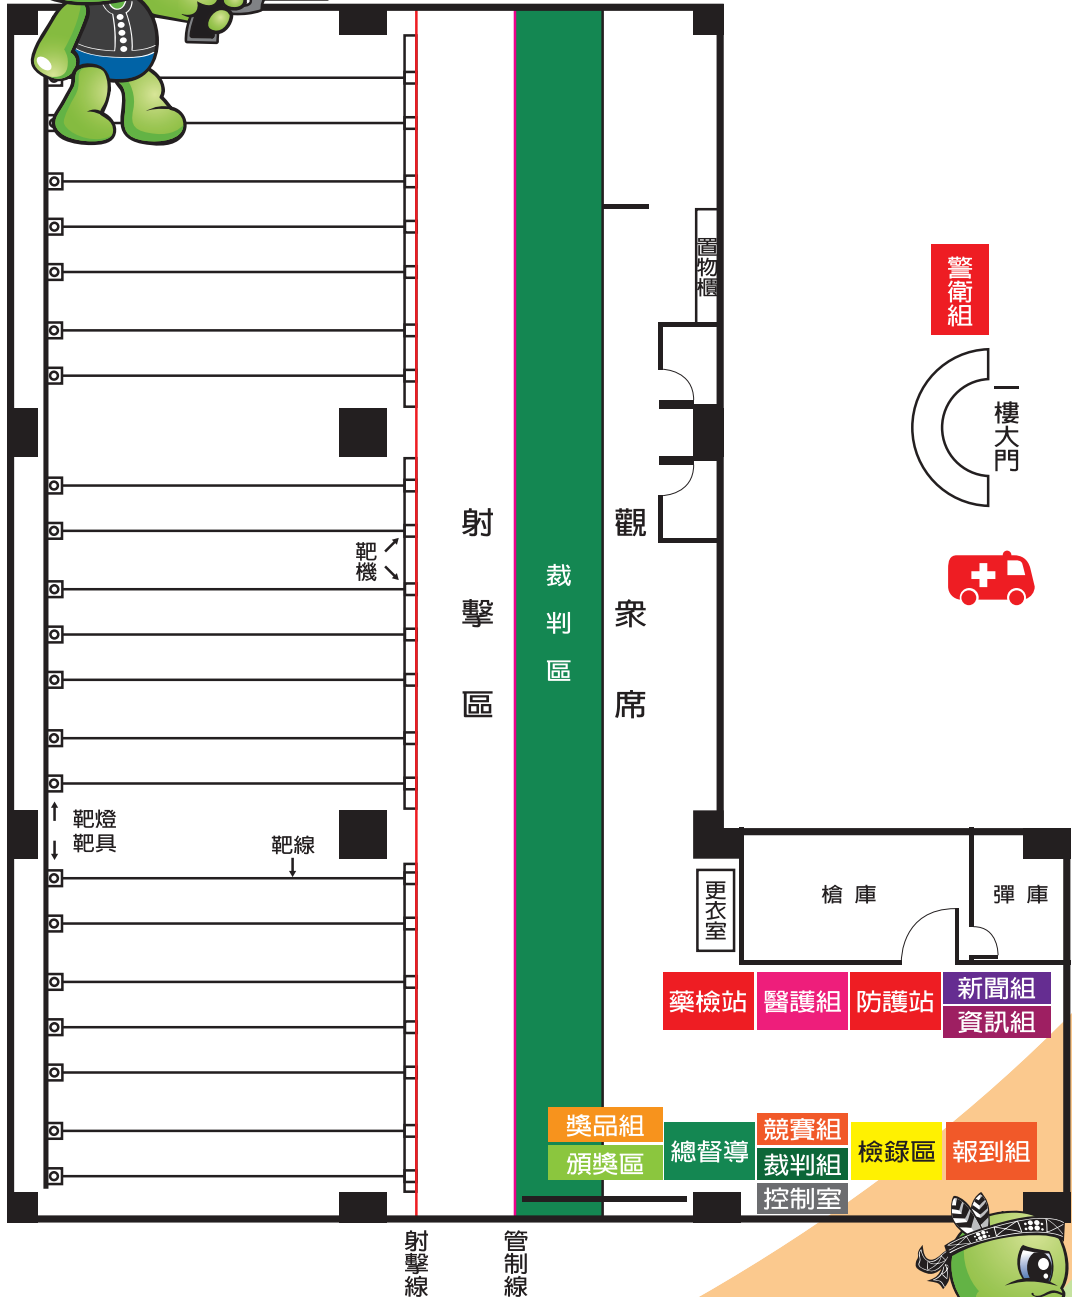 置物櫃
警衛組
一樓大門
射擊區
裁判區
觀衆席
靶機
靶燈
靶具
靶線
更衣室
槍庫
彈庫
藥檢站
醫護組
防護站
新聞組
資訊組
獎品組
頒獎區
總督導
競賽組
裁判組
控制室
檢錄區
報到組
射擊線
管制線